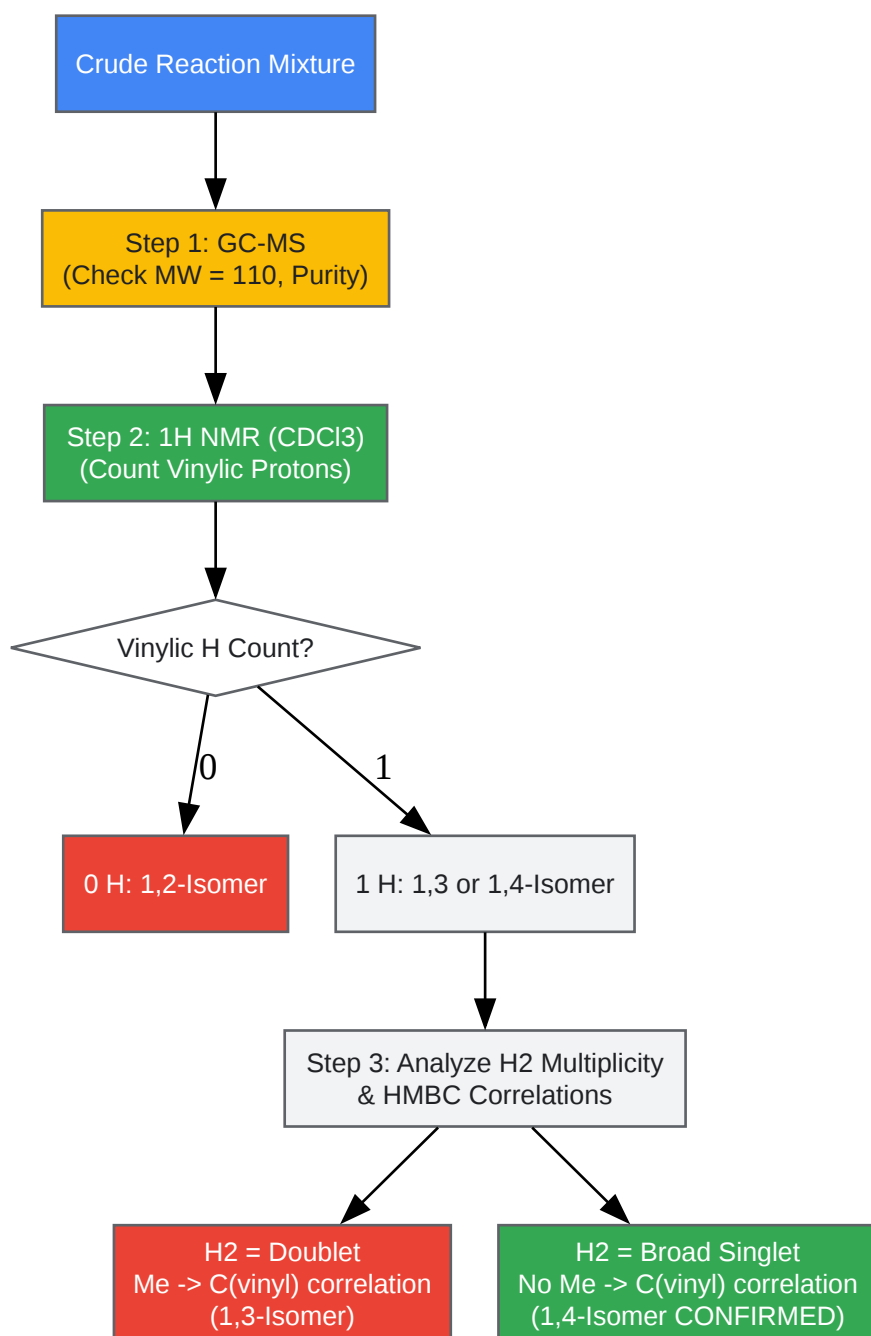 Crude Reaction Mixture
Step 1: GC-MS
(Check MW = 110, Purity)
Step 2: 1H NMR (CDCl3)
(Count Vinylic Protons)
Vinylic H Count?
0
1
0 H: 1,2-Isomer
1 H: 1,3 or 1,4-Isomer
Step 3: Analyze H2 Multiplicity
& HMBC Correlations
H2 = Doublet
Me -> C(vinyl) correlation
(1,3-Isomer)
H2 = Broad Singlet
No Me -> C(vinyl) correlation
(1,4-Isomer CONFIRMED)